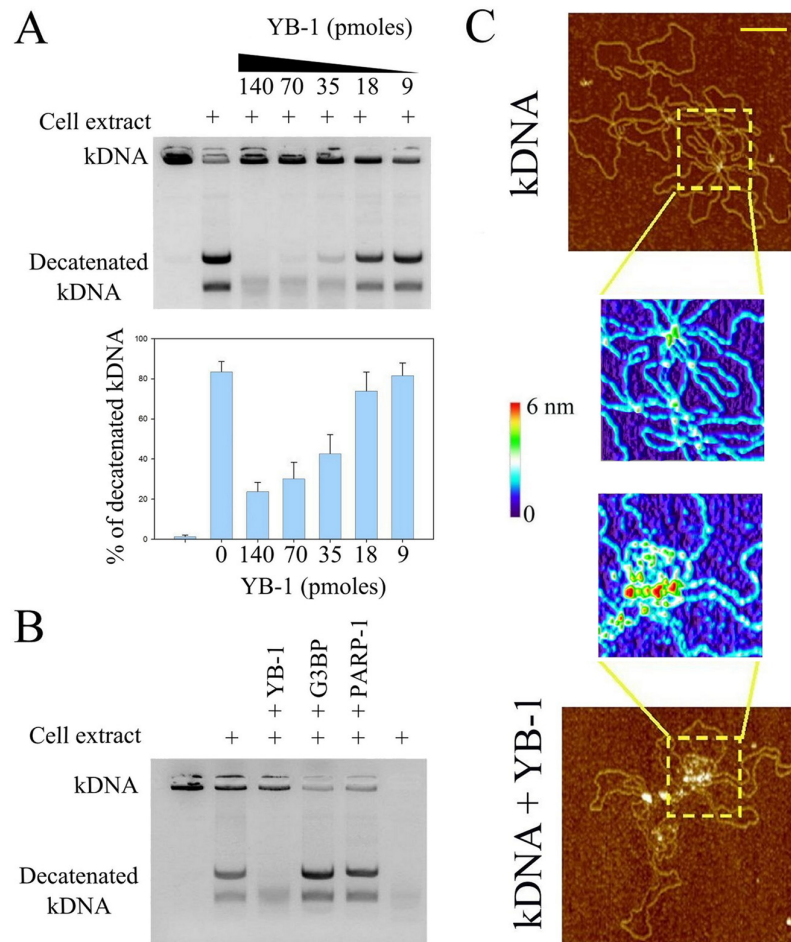 A
YB-1 (pmoles)
140 70 35 18 9
Cell extract + + + + + +
kDNA
Decatenated
kDNA
% of decatenated kDNA
100
80
60
40
20
0
0 140 70 35 18 9
YB-1 (pmoles)
B
+ YB-1
+ G3BP
+ PARP-1
Cell extract + + + + +
kDNA
Decatenated
kDNA
C
kDNA
6 nm
0
kDNA + YB-1